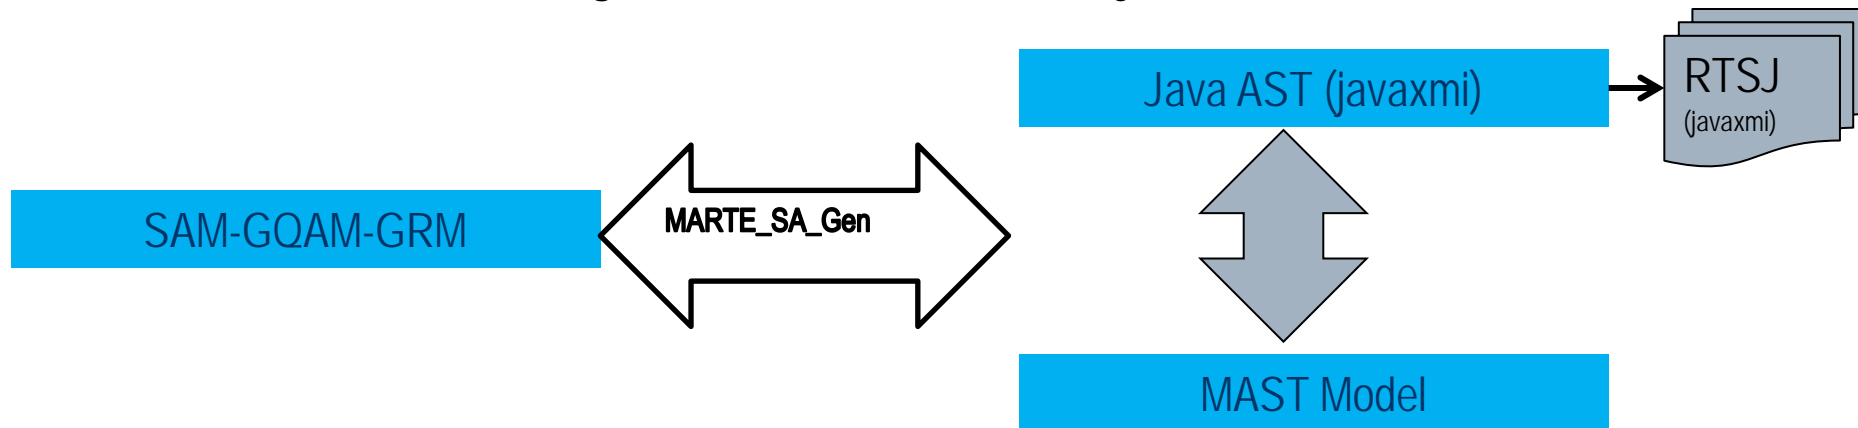 Java AST (javaxmi)
RTSJ
(javaxmi)
SAM-GQAM-GRM
MARTE_SA_Gen
MAST Model